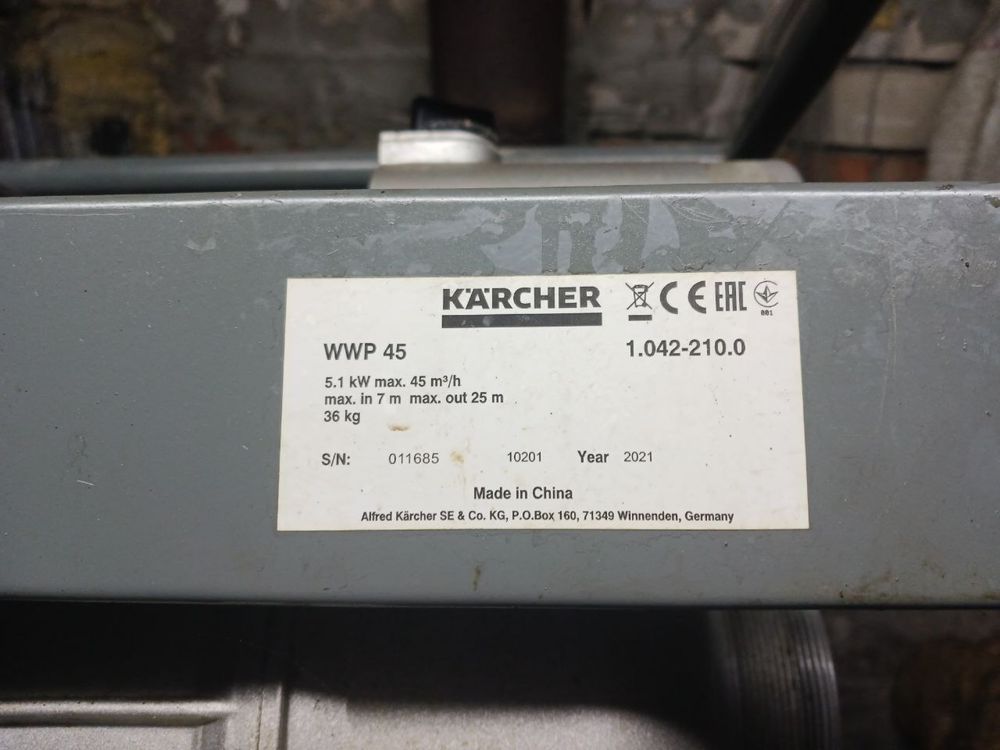 KÄRCHER CE EAC
001
WWP 45 1.042-210.0
5.1 kW max. 45 m³/h
max. in 7 m max. out 25 m
36 kg
S/N: 011685 10201 Year 2021
Made in China
Alfred Kärcher SE & Co. KG, P.O.Box 160, 71349 Winnenden, Germany